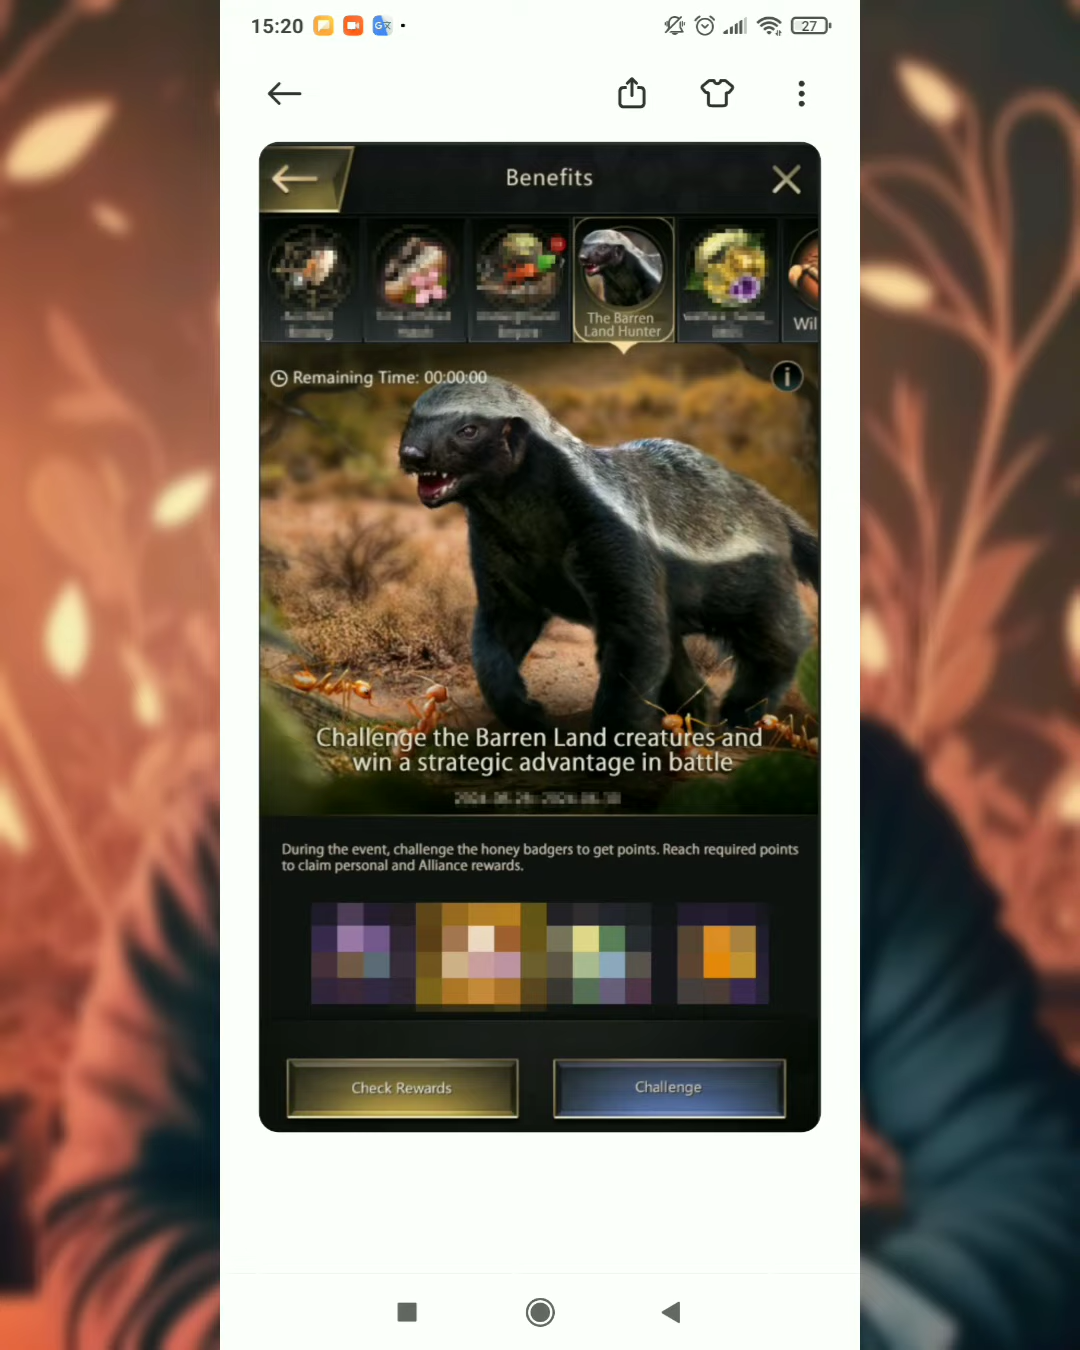 15:20
27
Benefits
The Barren
Land Hunter
Wil
Remaining Time: 00:00:00
Challenge the Barren Land creatures and
win a strategic advantage in battle
During the event, challenge the honey badgers to get points. Reach required points
to claim personal and Alliance rewards.
Check Rewards
Challenge